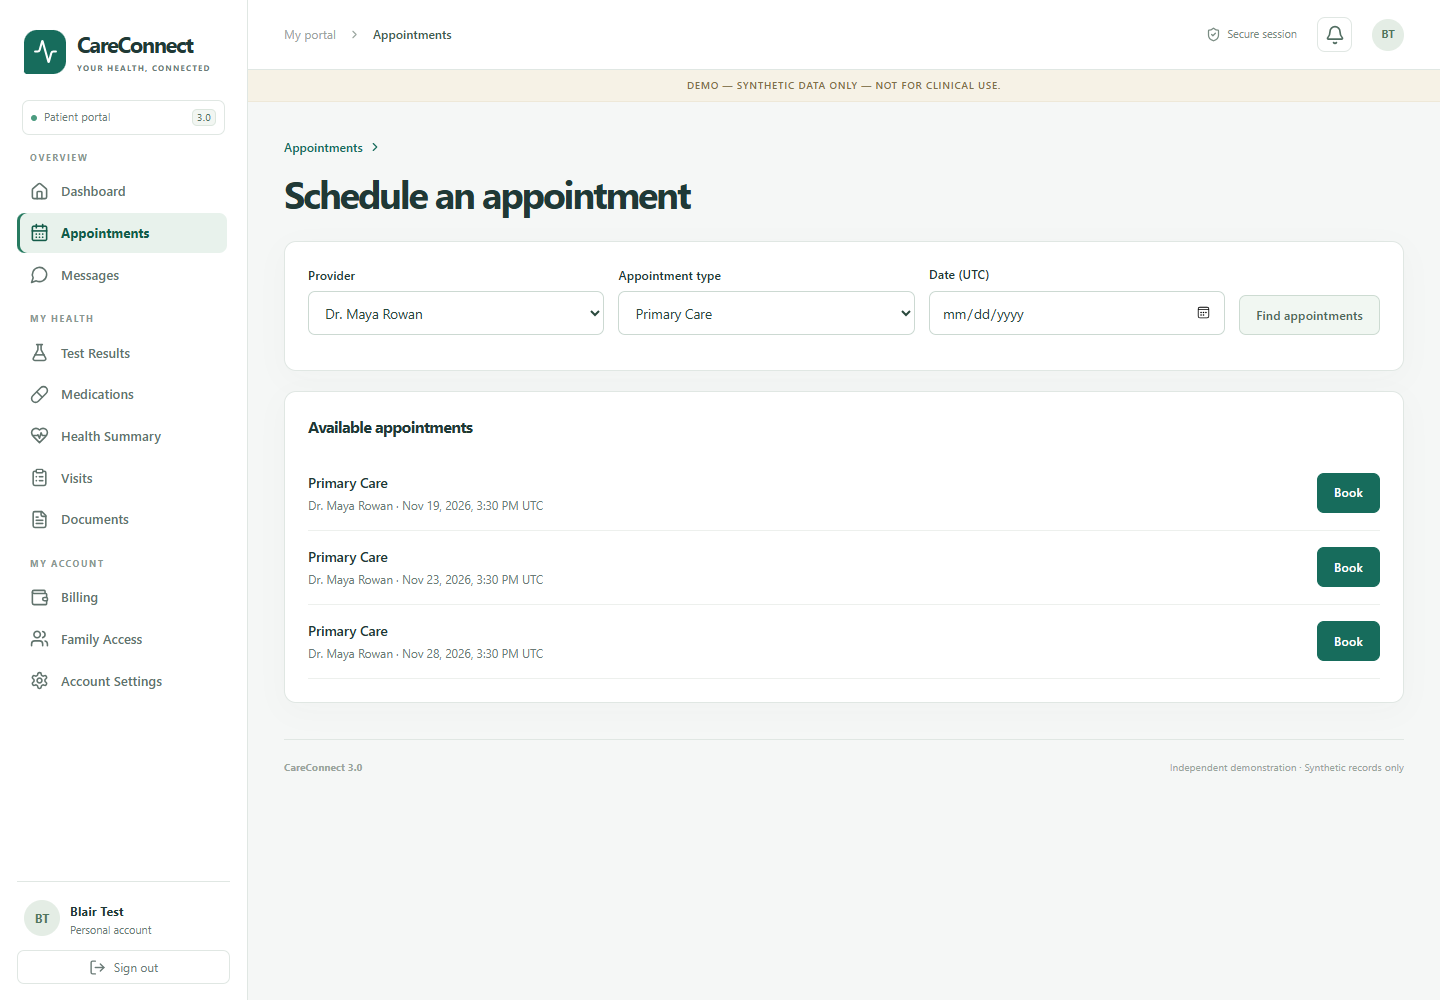 CareConnect
YOUR HEALTH, CONNECTED
Patient portal 3.0
OVERVIEW
Dashboard
Appointments
Messages
MY HEALTH
Test Results
Medications
Health Summary
Visits
Documents
MY ACCOUNT
Billing
Family Access
Account Settings
BT
Blair Test
Personal account
Sign out
My portal > Appointments
Secure session
BT
DEMO — SYNTHETIC DATA ONLY — NOT FOR CLINICAL USE.
Appointments >
Schedule an appointment
Provider
Dr. Maya Rowan
Appointment type
Primary Care
Date (UTC)
mm/dd/yyyy
Find appointments
Available appointments
Primary Care
Dr. Maya Rowan · Nov 19, 2026, 3:30 PM UTC
Book
Primary Care
Dr. Maya Rowan · Nov 23, 2026, 3:30 PM UTC
Book
Primary Care
Dr. Maya Rowan · Nov 28, 2026, 3:30 PM UTC
Book
CareConnect 3.0
Independent demonstration · Synthetic records only